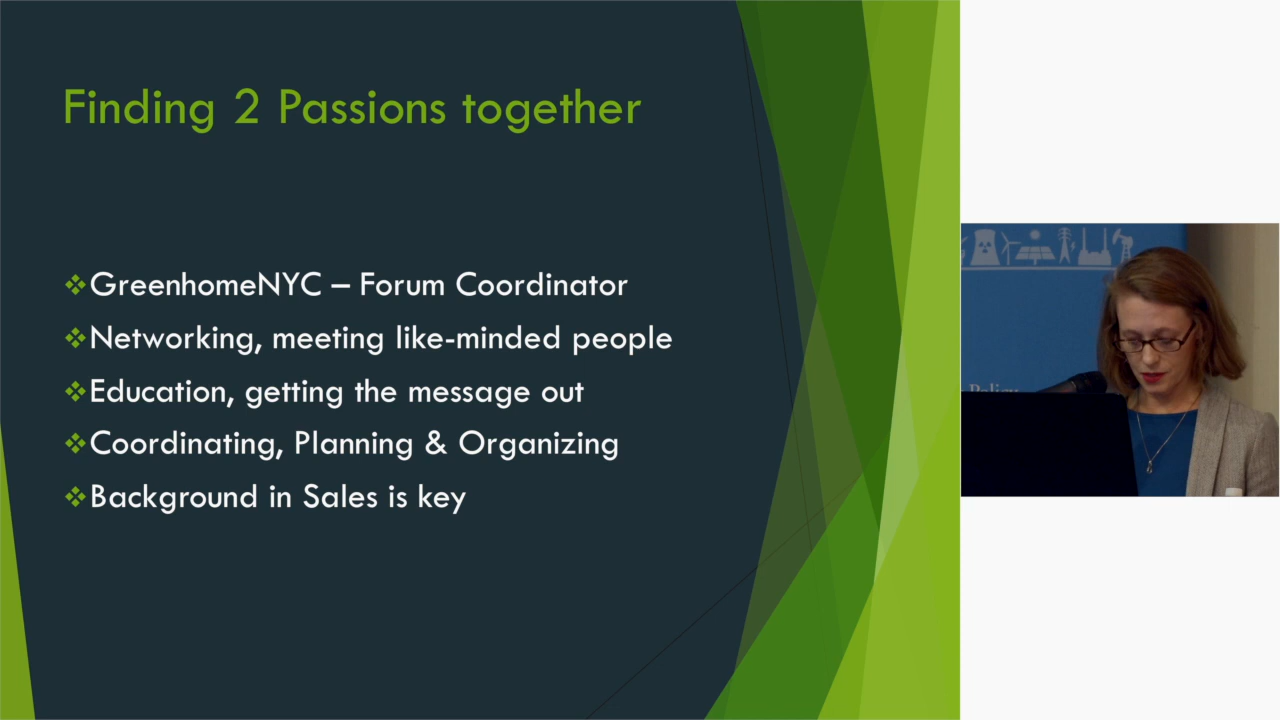 Finding 2 Passions together
GreenhomeNYC – Forum Coordinator
Networking, meeting like-minded people
Education, getting the message out
Coordinating, Planning & Organizing
Background in Sales is key
Policy